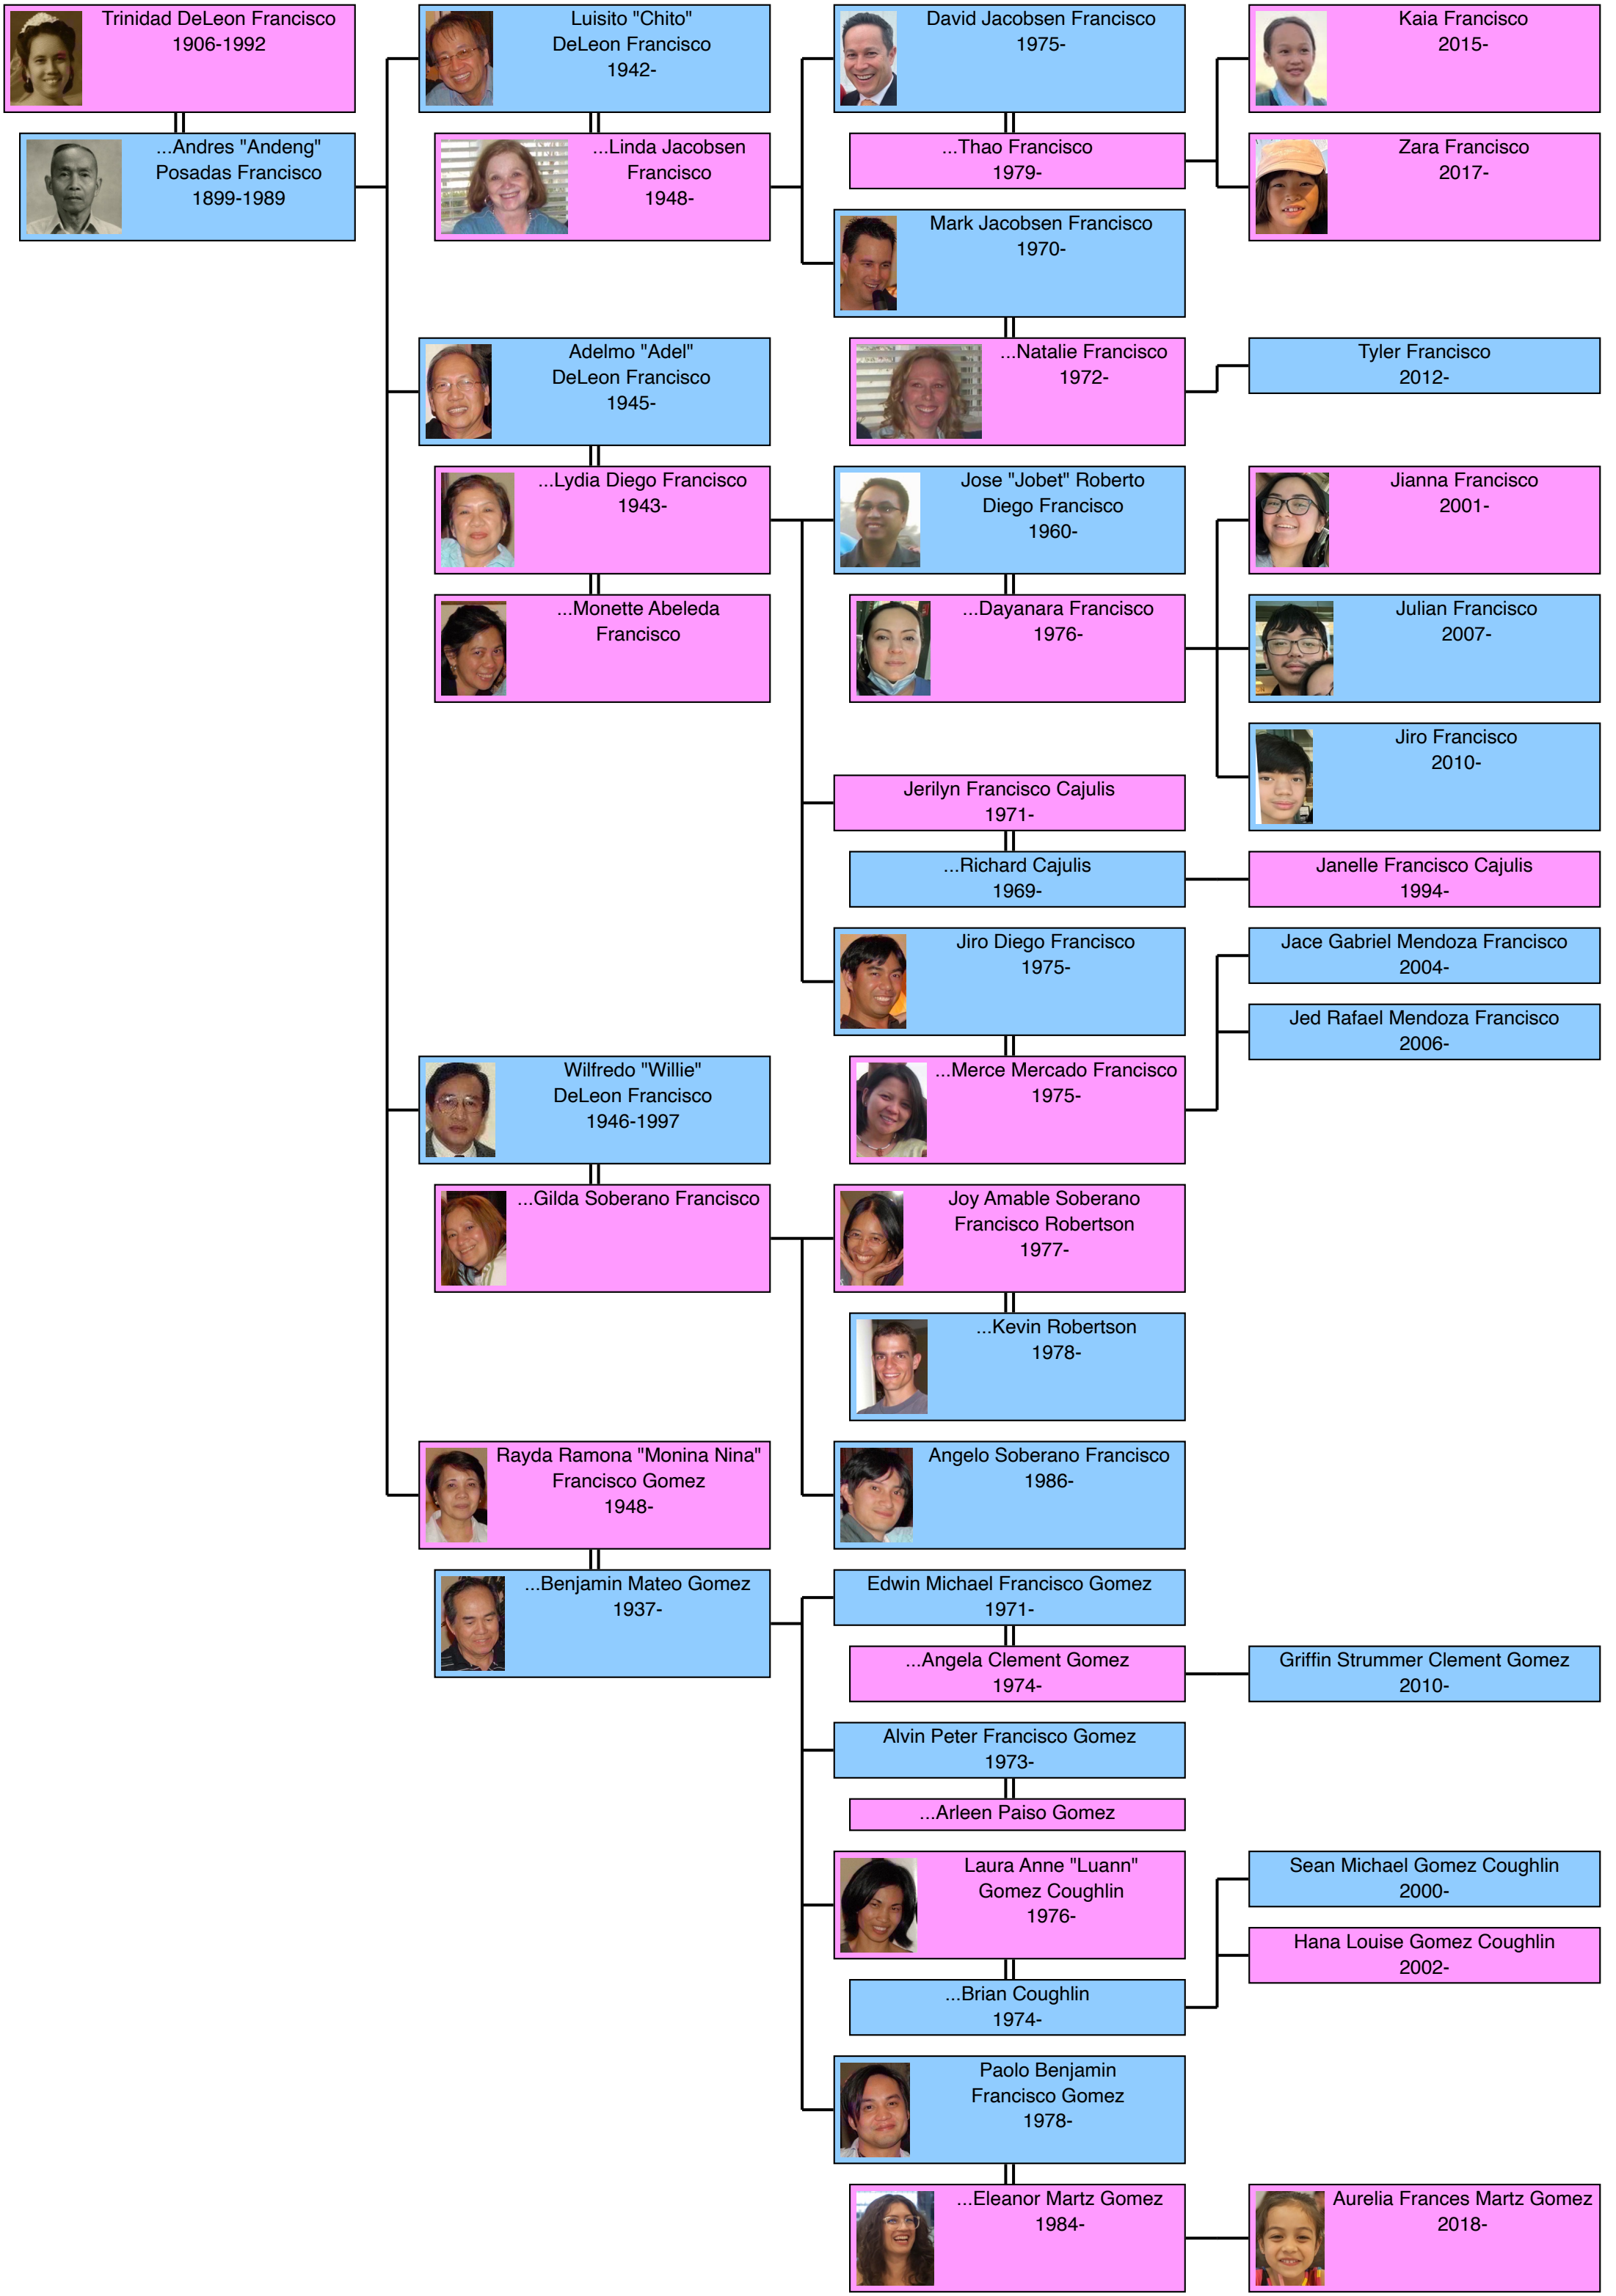 Trinidad DeLeon Francisco
1906-1992
...Andres "Andeng"
Posadas Francisco
1899-1989
Luisito "Chito"
DeLeon Francisco
1942-
...Linda Jacobsen
Francisco
1948-
Adelmo "Adel"
DeLeon Francisco
1945-
...Lydia Diego Francisco
1943-
...Monette Abeleda
Francisco
Wilfredo "Willie"
DeLeon Francisco
1946-1997
...Gilda Soberano Francisco
Rayda Ramona "Monina Nina"
Francisco Gomez
1948-
...Benjamin Mateo Gomez
1937-
David Jacobsen Francisco
1975-
...Thao Francisco
1979-
Mark Jacobsen Francisco
1970-
...Natalie Francisco
1972-
Jose "Jobet" Roberto
Diego Francisco
1960-
...Dayanara Francisco
1976-
Jerilyn Francisco Cajulis
1971-
...Richard Cajulis
1969-
Jiro Diego Francisco
1975-
...Merce Mercado Francisco
1975-
Joy Amable Soberano
Francisco Robertson
1977-
...Kevin Robertson
1978-
Angelo Soberano Francisco
1986-
Edwin Michael Francisco Gomez
1971-
...Angela Clement Gomez
1974-
Alvin Peter Francisco Gomez
1973-
...Arleen Paiso Gomez
Laura Anne "Luann"
Gomez Coughlin
1976-
...Brian Coughlin
1974-
Paolo Benjamin
Francisco Gomez
1978-
...Eleanor Martz Gomez
1984-
Kaia Francisco
2015-
Zara Francisco
2017-
Tyler Francisco
2012-
Jianna Francisco
2001-
Julian Francisco
2007-
Jiro Francisco
2010-
Janelle Francisco Cajulis
1994-
Jace Gabriel Mendoza Francisco
2004-
Jed Rafael Mendoza Francisco
2006-
Griffin Strummer Clement Gomez
2010-
Sean Michael Gomez Coughlin
2000-
Hana Louise Gomez Coughlin
2002-
Aurelia Frances Martz Gomez
2018-